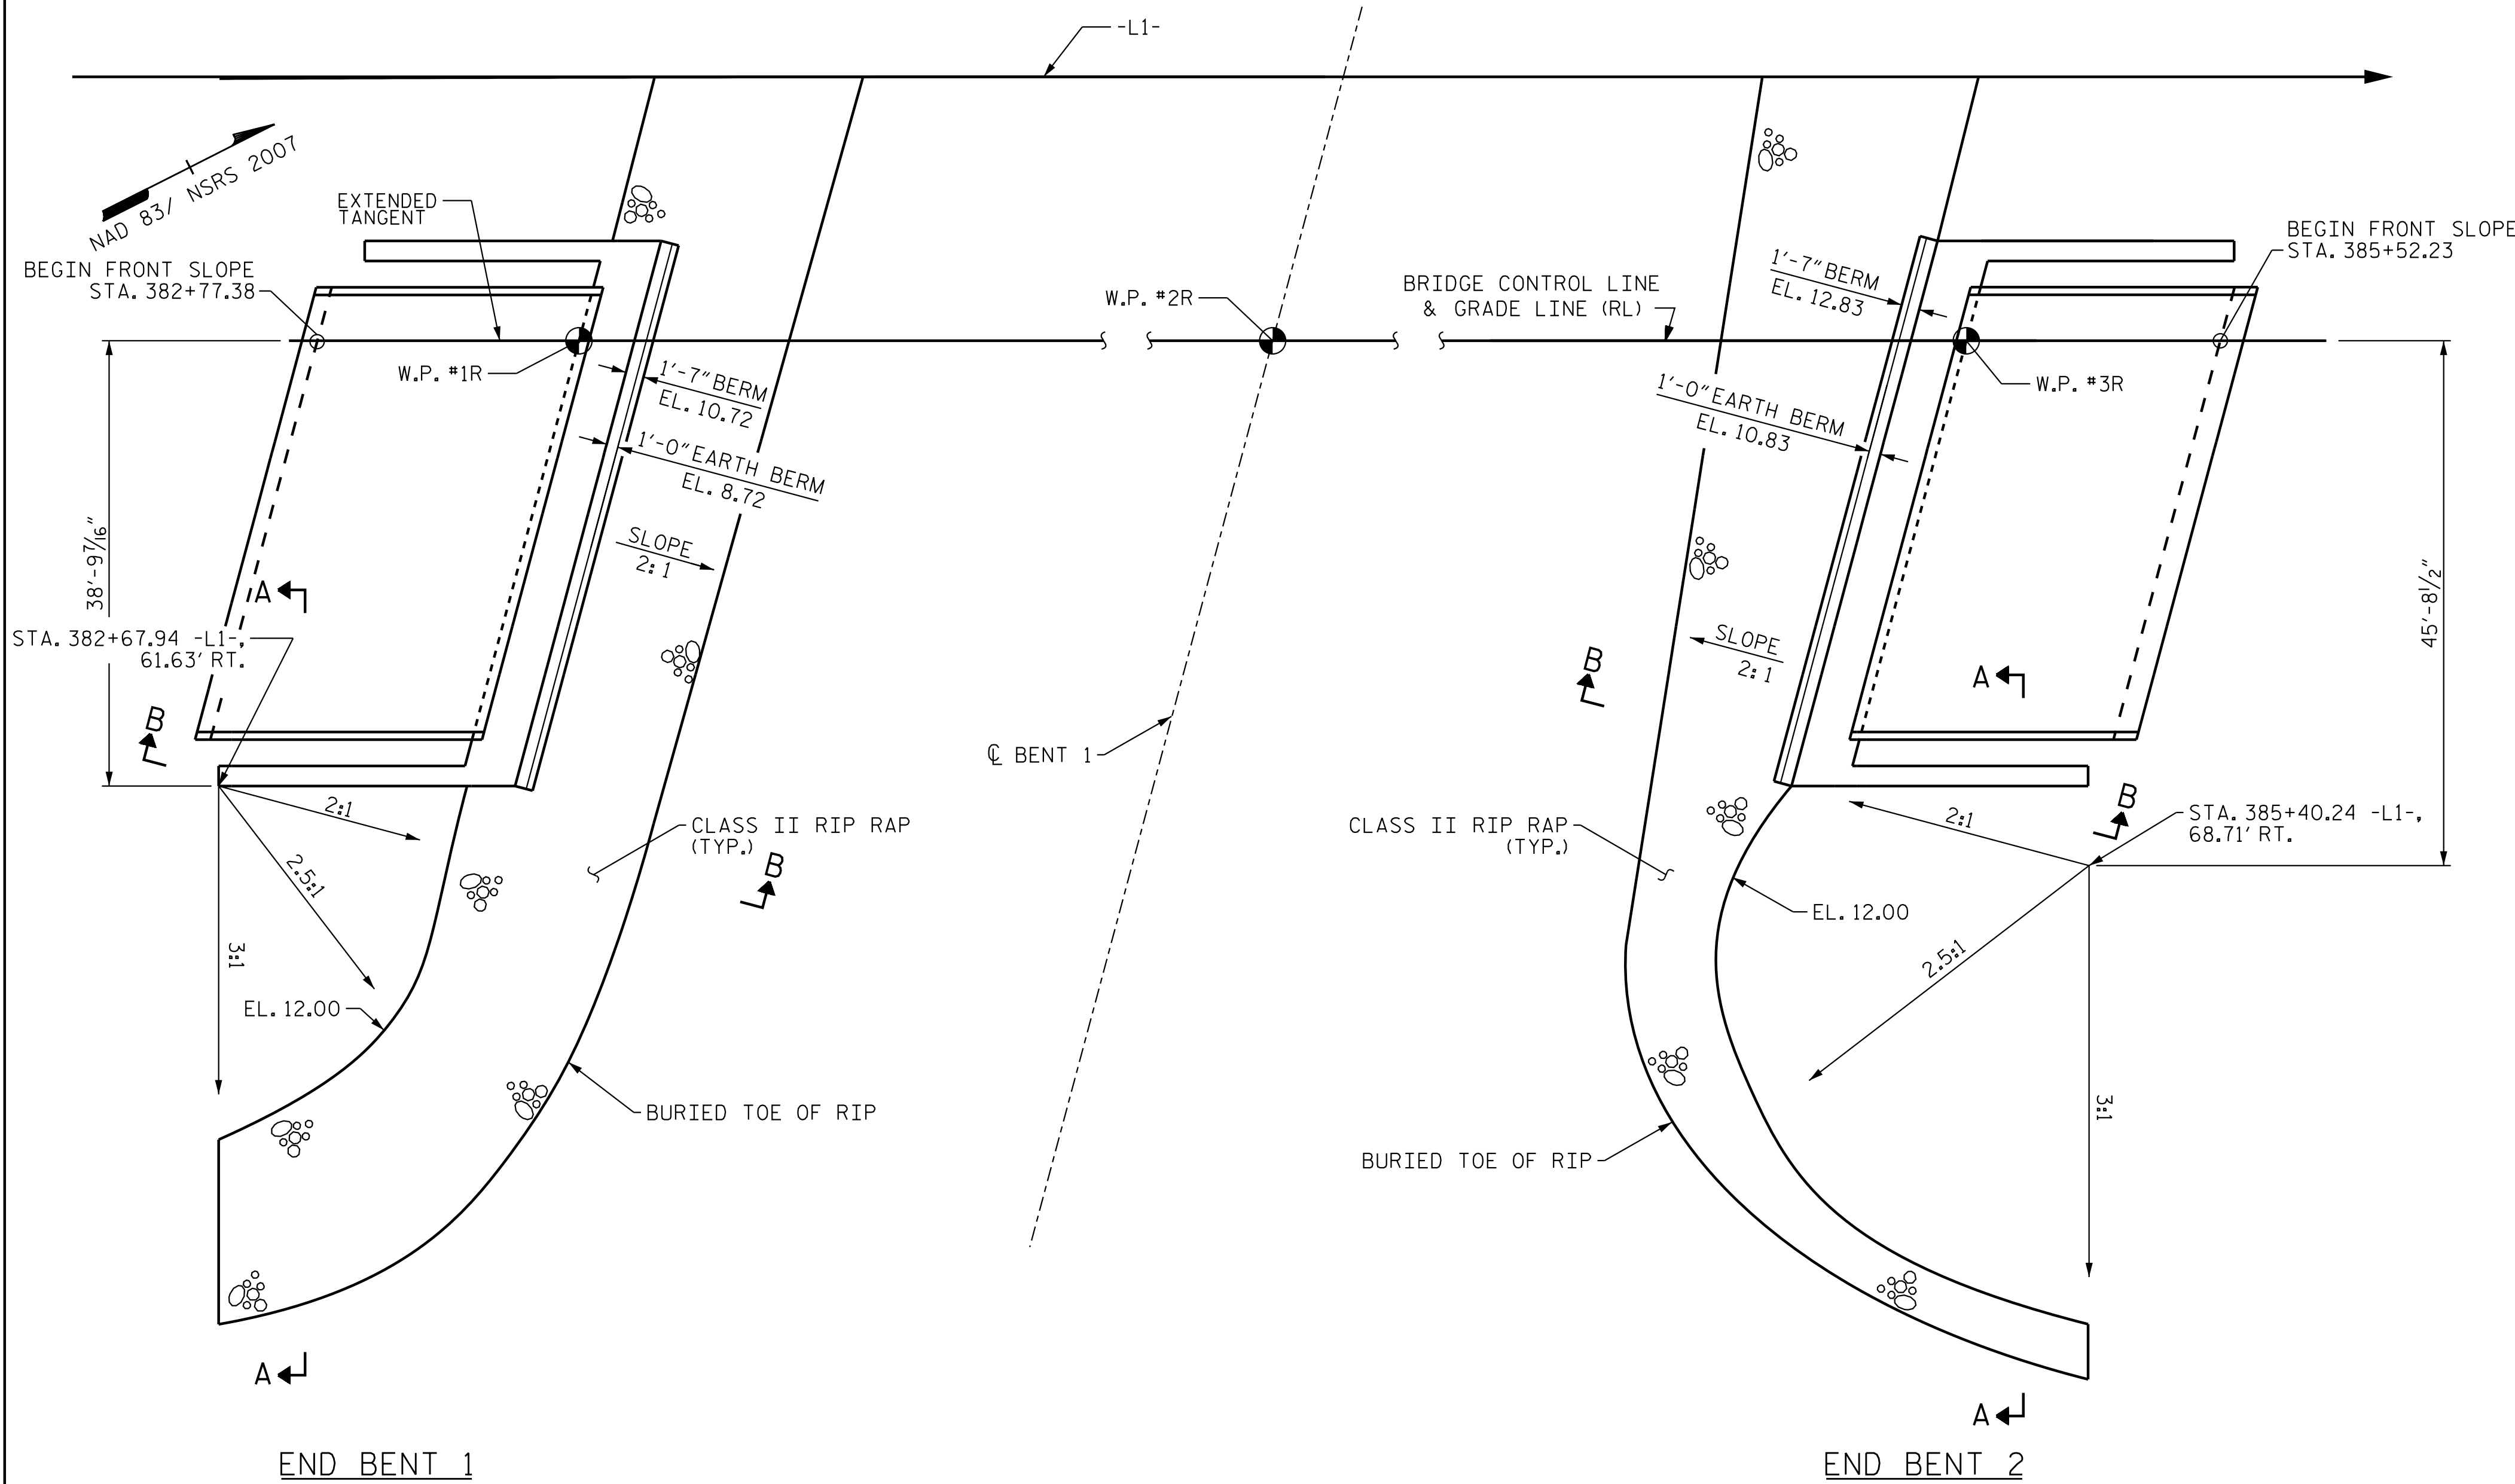 -L1-
NAD 83/ NSRS 2007
EXTENDED
TANGENT
BEGIN FRONT SLOPE
STA. 382+77.38
W.P. #1R
1'-7" BERM
EL. 10.72
1'-0" EARTH BERM
EL. 8.72
SLOPE
2:1
38'-9 7/16"
A
STA. 382+67.94 -L1-,
61.63' RT.
B
2:1
2.5:1
3:1
EL. 12.00
CLASS II RIP RAP
(TYP.)
B
BURIED TOE OF RIP
A
END BENT 1
W.P. #2R
℄ BENT 1
BRIDGE CONTROL LINE
& GRADE LINE (RL)
1'-7" BERM
EL. 12.83
BEGIN FRONT SLOPE
STA. 385+52.23
W.P. #3R
1'-0" EARTH BERM
EL. 10.83
SLOPE
2:1
B
A
45'-8 1/2"
B
2:1
STA. 385+40.24 -L1-,
68.71' RT.
CLASS II RIP RAP
(TYP.)
EL. 12.00
2.5:1
3:1
BURIED TOE OF RIP
A
END BENT 2